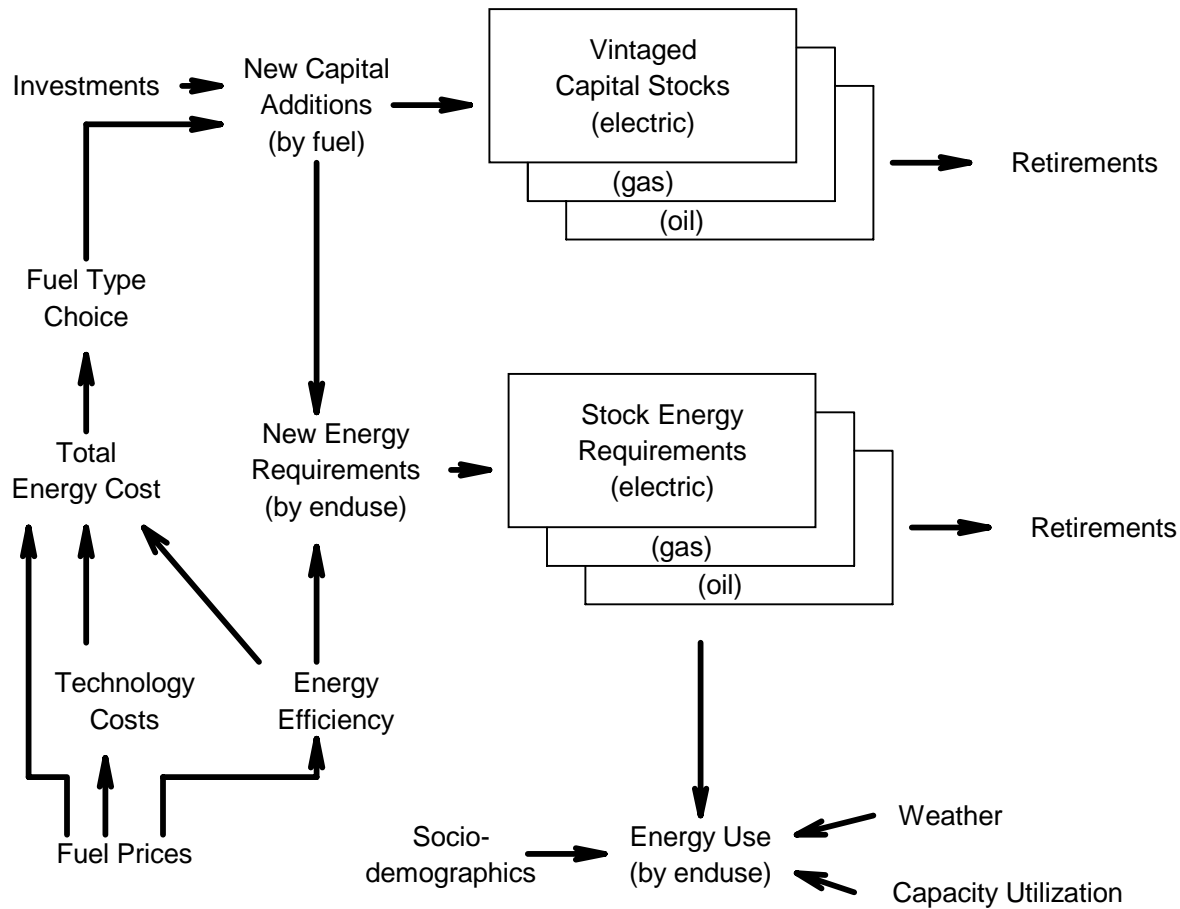 Investments
New Capital
Additions
(by fuel)
Vintaged
Capital Stocks
(electric)
(gas)
(oil)
Retirements
Fuel Type
Choice
Total
Energy Cost
New Energy
Requirements
(by enduse)
Stock Energy
Requirements
(electric)
(gas)
(oil)
Retirements
Technology
Costs
Energy
Efficiency
Fuel Prices
Socio-
demographics
Energy Use
(by enduse)
Weather
Capacity Utilization